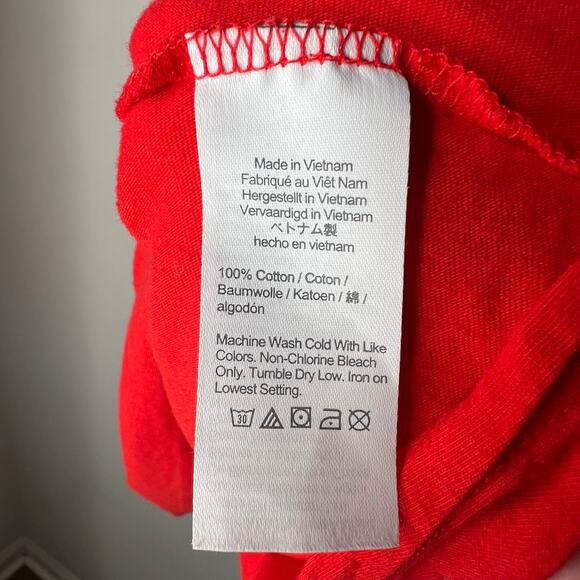 Made in Vietnam
Fabriqué au Viêt Nam
Hergestellt in Vietnam
Vervaardigd in Vietnam
ベトナム製
hecho en vietnam
100% Cotton / Coton /
Baumwolle / Katoen / 綿 /
algodón
Machine Wash Cold With Like
Colors. Non-Chlorine Bleach
Only. Tumble Dry Low. Iron on
Lowest Setting.
30